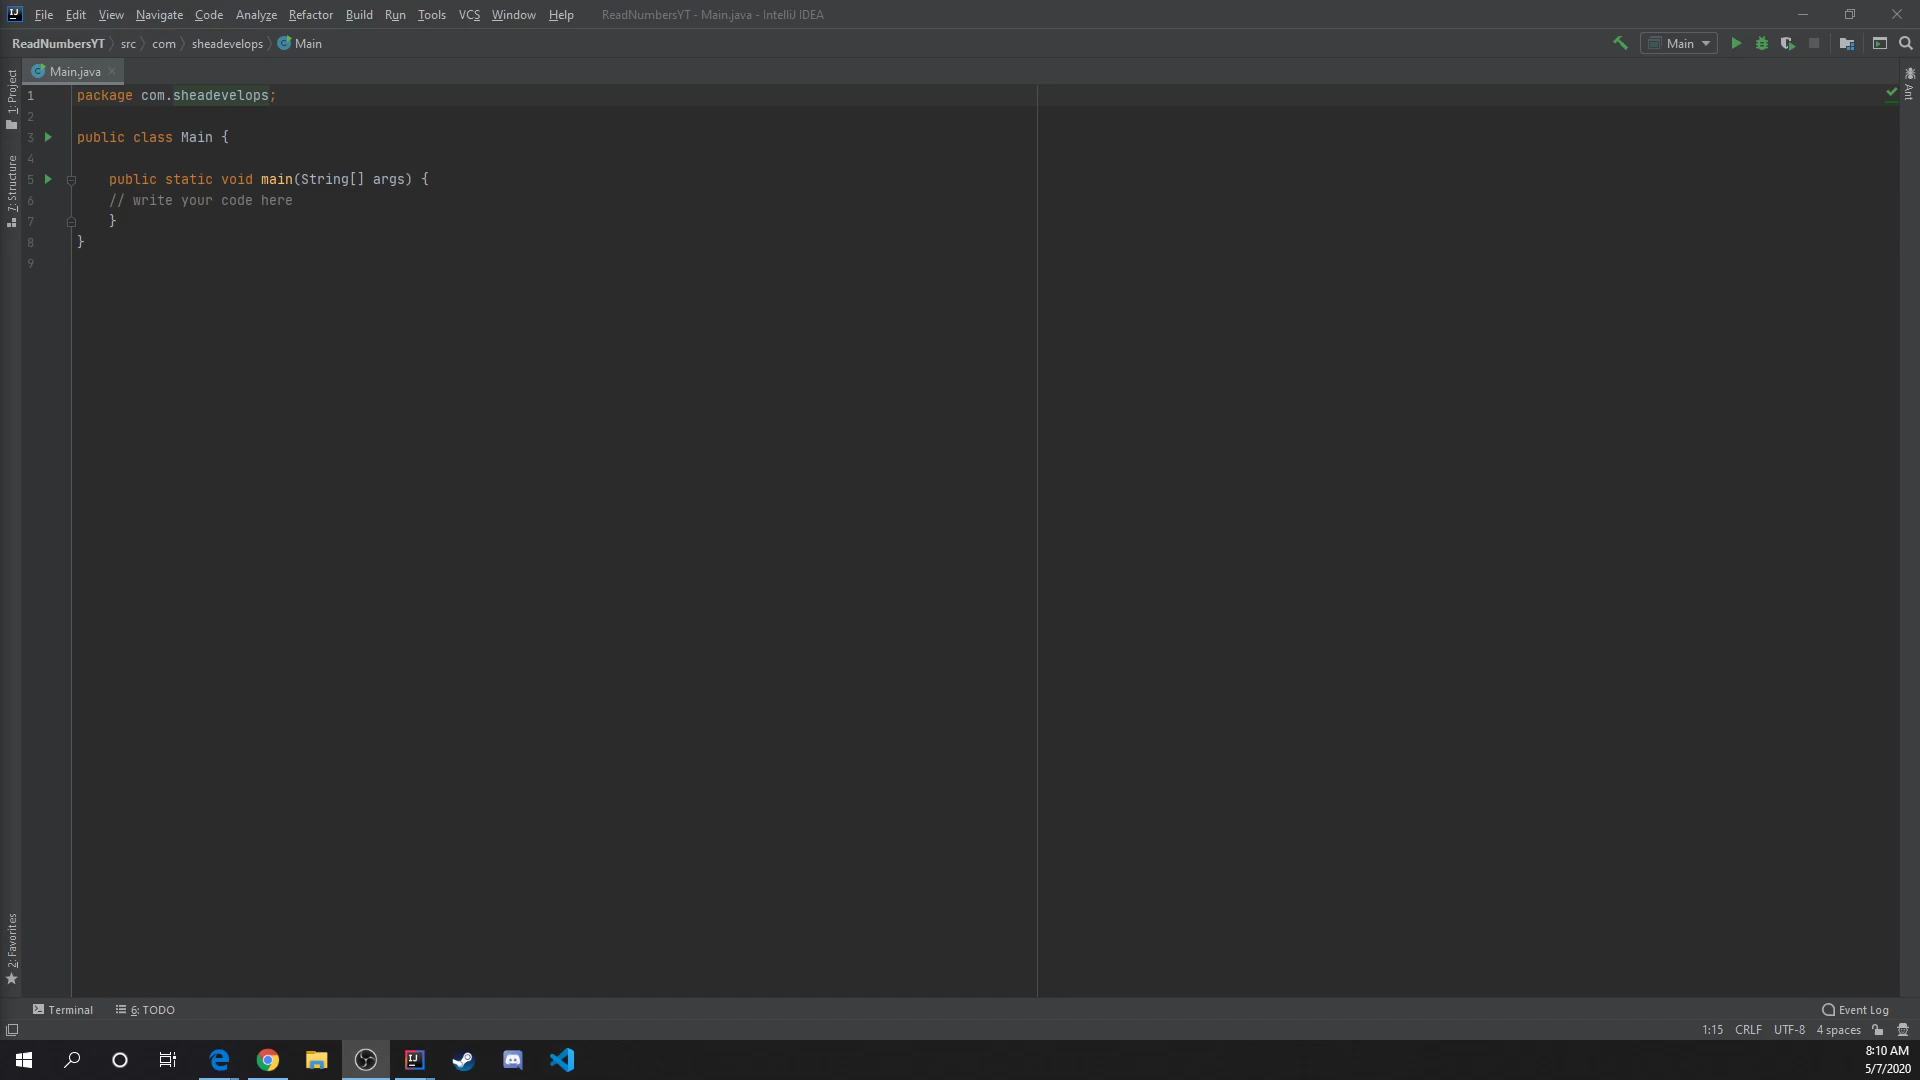 File Edit View Navigate Code Analyze Refactor Build Run Tools VCS Window Help ReadNumbersYT - Main.java - IntelliJ IDEA
ReadNumbersYT src com sheadevelops Main Main
Main.java
1 package com.sheadevelops;
2
3 public class Main {
4
5 public static void main(String[] args) {
6 // write your code here
7 }
8 }
9
1: Project
7: Structure
2: Favorites
Ant
Terminal 6: TODO Event Log
1:15 CRLF UTF-8 4 spaces
8:10 AM
5/7/2020